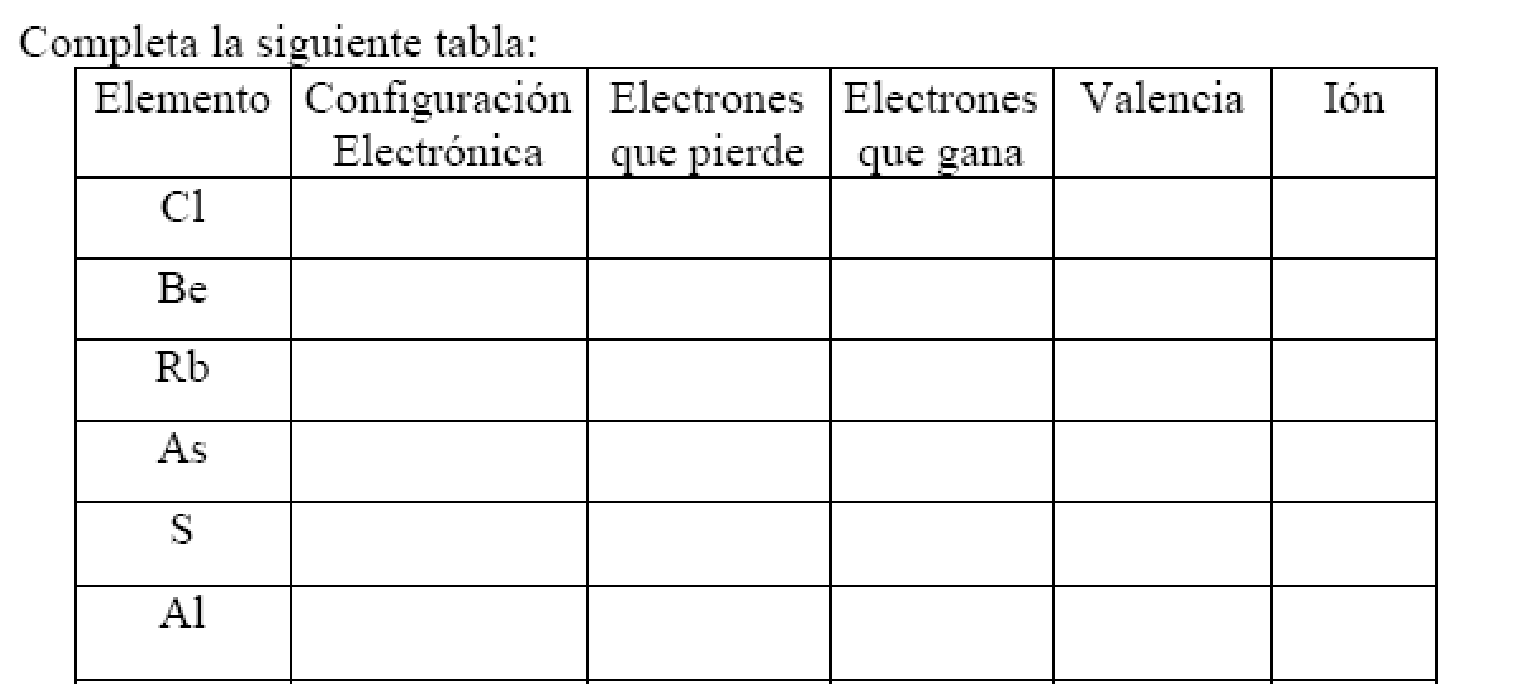 Completa la siguiente tabla:
Elemento Configuración Electrónica Electrones que pierde Electrones que gana Valencia Ión
Cl
Be
Rb
As
S
Al